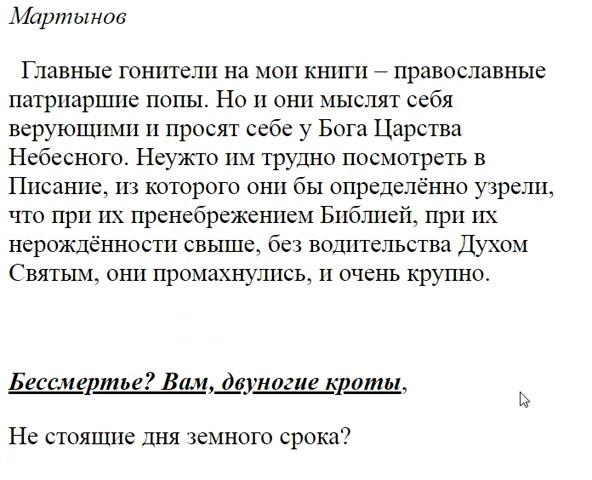 Мартынов
Главные гонители на мои книги – православные
патриаршие попы. Но и они мыслят себя
верующими и просят себе у Бога Царства
Небесного. Неужто им трудно посмотреть в
Писание, из которого они бы определённо узрели,
что при их пренебрежением Библией, при их
нерождённости свыше, без водительства Духом
Святым, они промахнулись, и очень крупно.
Бессмертье? Вам, двуногие кроты,
Не стоящие дня земного срока?